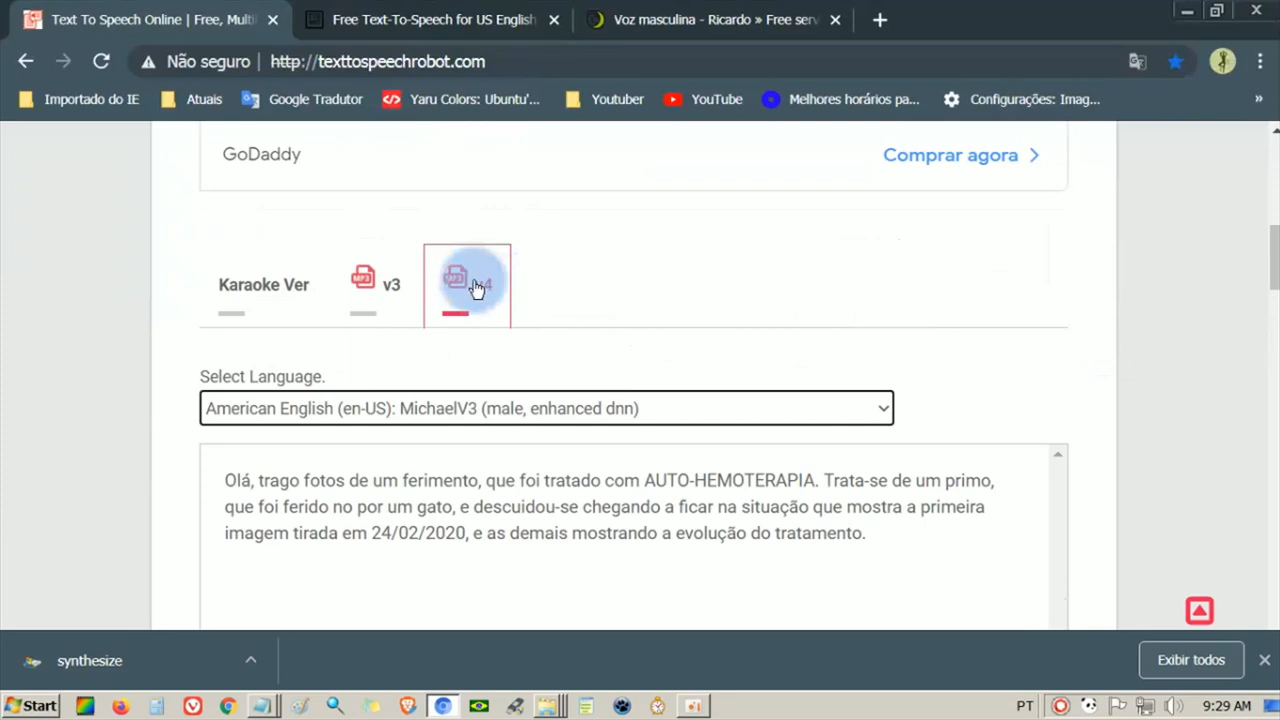 Text To Speech Online | Free, Multi
Free Text-To-Speech for US English
Voz masculina - Ricardo » Free serv
Não seguro
http://texttospeechrobot.com
Importado do IE
Atuais
Google Tradutor
Yaru Colors: Ubuntu'...
Youtuber
YouTube
Melhores horários pa...
Configurações: Imag...
»
GoDaddy
Comprar agora
Karaoke Ver
MP3 v3
v4
Select Language.
American English (en-US): MichaelV3 (male, enhanced dnn)
Olá, trago fotos de um ferimento, que foi tratado com AUTO-HEMOTERAPIA. Trata-se de um primo,
que foi ferido no por um gato, e descuidou-se chegando a ficar na situação que mostra a primeira
imagem tirada em 24/02/2020, e as demais mostrando a evolução do tratamento.
synthesize
Exibir todos
Start
PT
9:29 AM